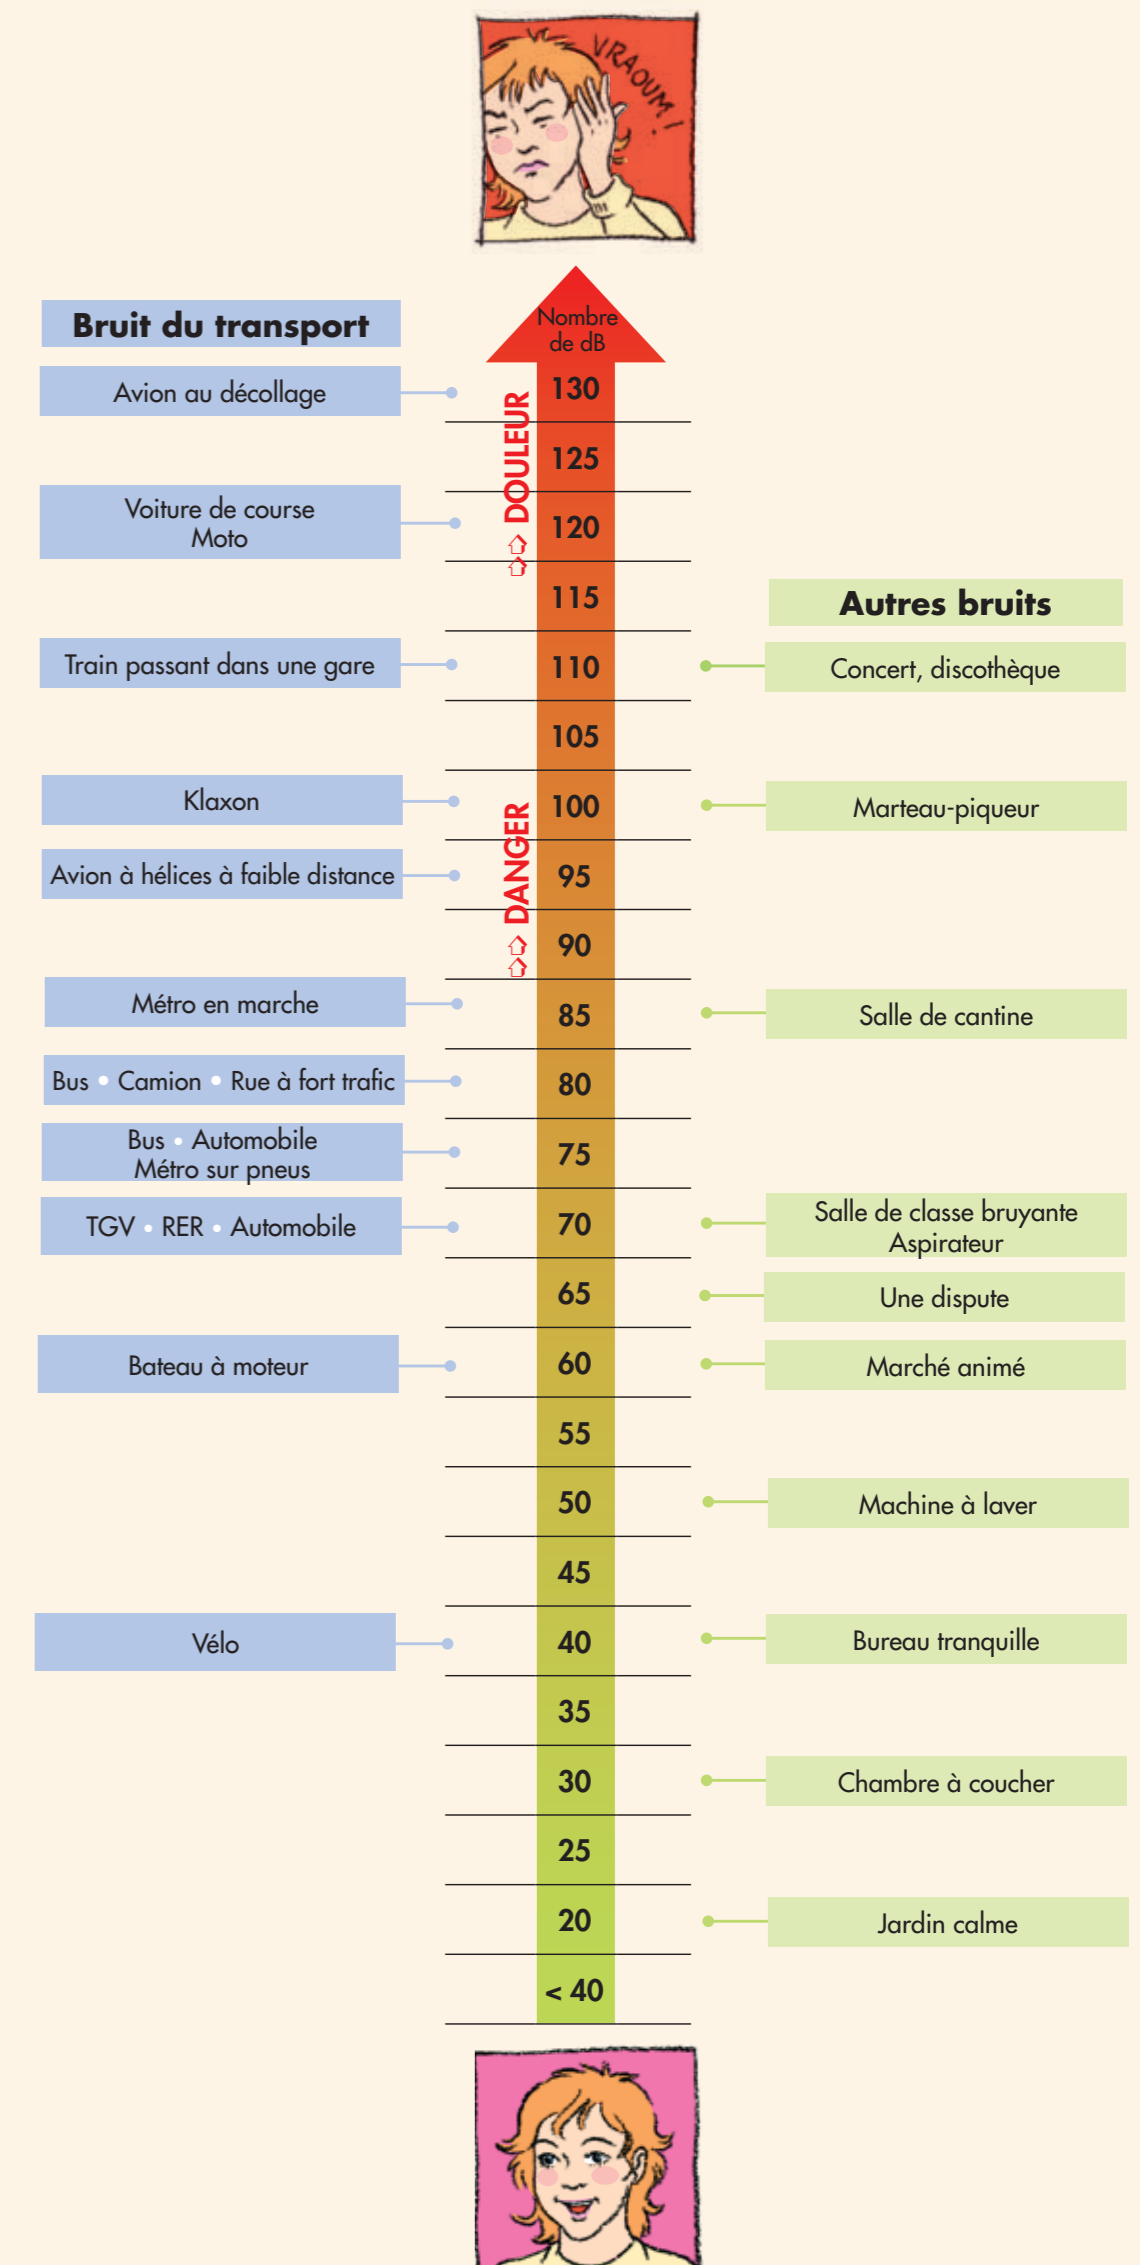 VRAOUM !
Nombre
de dB
Bruit du transport
Avion au décollage
130
DOULEUR
125
Voiture de course
Moto
120
115
Autres bruits
Train passant dans une gare
110
Concert, discothèque
105
Klaxon
100
Marteau-piqueur
DANGER
Avion à hélices à faible distance
95
90
Métro en marche
85
Salle de cantine
Bus • Camion • Rue à fort trafic
80
Bus • Automobile
Métro sur pneus
75
TGV • RER • Automobile
70
Salle de classe bruyante
Aspirateur
65
Une dispute
Bateau à moteur
60
Marché animé
55
50
Machine à laver
45
Vélo
40
Bureau tranquille
35
30
Chambre à coucher
25
20
Jardin calme
< 40